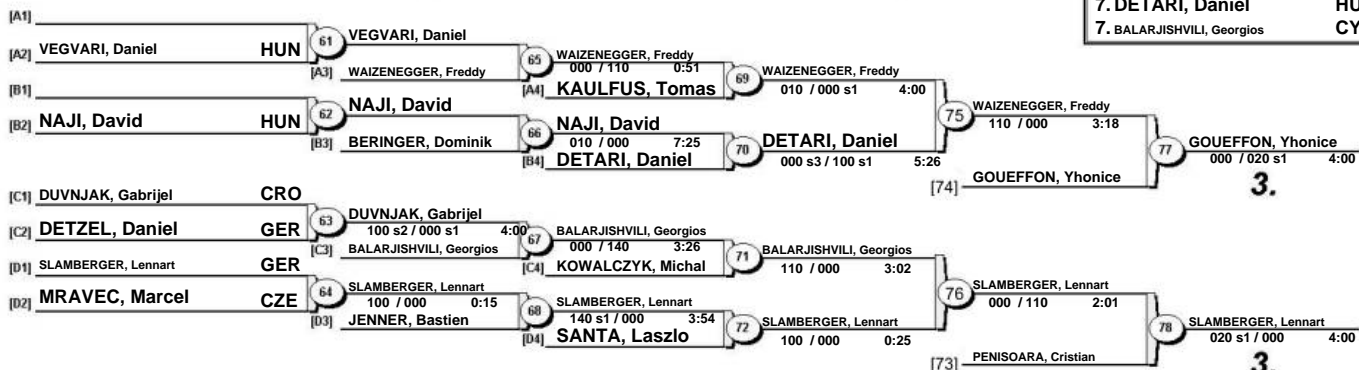 7. DETARI, Daniel HU
7. BALARJISHVILI, Georgios CY
[A1]
[A2] VEGVARI, Daniel HUN
61 VEGVARI, Daniel
[A3] WAIZENEGGER, Freddy
65 WAIZENEGGER, Freddy
000 / 110 0:51
[A4] KAULFUS, Tomas
69 WAIZENEGGER, Freddy
010 / 000 s1 4:00
[B1]
[B2] NAJI, David HUN
62 NAJI, David
[B3] BERINGER, Dominik
66 NAJI, David
010 / 000 7:25
[B4] DETARI, Daniel
70 DETARI, Daniel
000 s3 / 100 s1 5:26
75 WAIZENEGGER, Freddy
110 / 000 3:18
[74] GOUEFFON, Yhonice
77 GOUEFFON, Yhonice
000 / 020 s1 4:00
3.
[C1] DUVNJAK, Gabrijel CRO
[C2] DETZEL, Daniel GER
63 DUVNJAK, Gabrijel
100 s2 / 000 s1 4:00
[C3] BALARJISHVILI, Georgios
67 BALARJISHVILI, Georgios
000 / 140 3:26
[C4] KOWALCZYK, Michal
71 BALARJISHVILI, Georgios
110 / 000 3:02
[D1] SLAMBERGER, Lennart GER
[D2] MRAVEC, Marcel CZE
64 SLAMBERGER, Lennart
100 / 000 0:15
[D3] JENNER, Bastien
68 SLAMBERGER, Lennart
140 s1 / 000 3:54
[D4] SANTA, Laszlo
72 SLAMBERGER, Lennart
100 / 000 0:25
76 SLAMBERGER, Lennart
000 / 110 2:01
[73] PENISOARA, Cristian
78 SLAMBERGER, Lennart
020 s1 / 000 4:00
3.